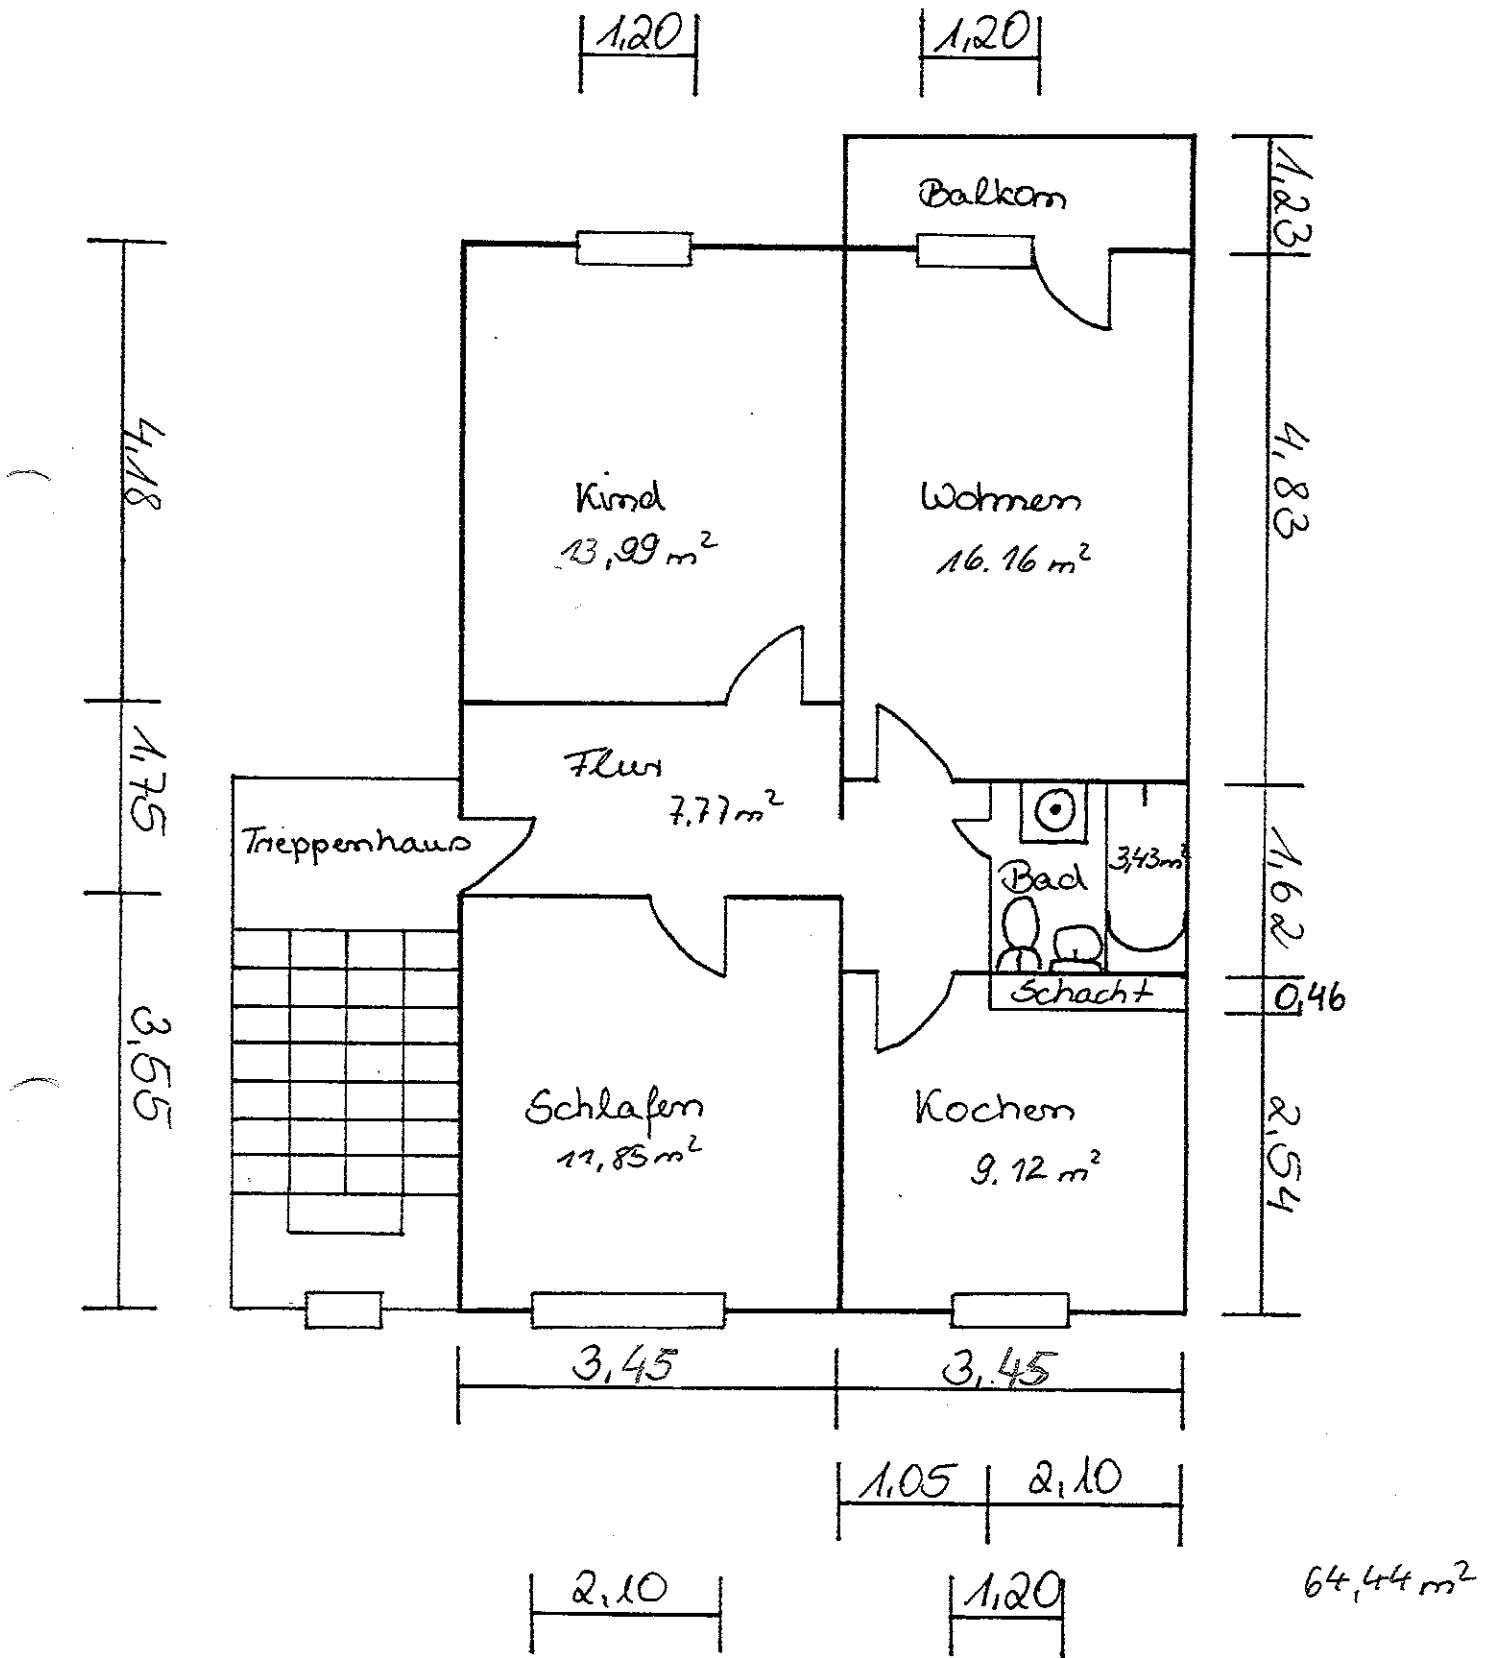 1,20
1,20
Balkon
1,23
4,18
4,83
Kind
13,99 m²
Wohnen
16.16 m²
1,75
Flur
7,77 m²
Treppenhaus
Bad
3,43 m²
1,62
Schacht
0,46
3,55
Schlafen
11,85 m²
Kochen
9.12 m²
2,54
3,45
3,45
1,05
2,10
2,10
1,20
64,44 m²